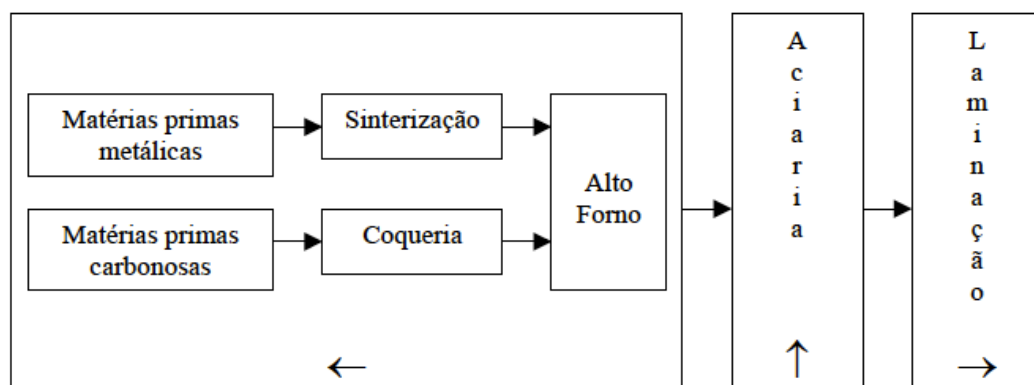 Matérias primas
metálicas
Sinterização
Alto
Forno
Matérias primas
carbonosas
Coqueria
Aciaria
Laminação
←
↑
→